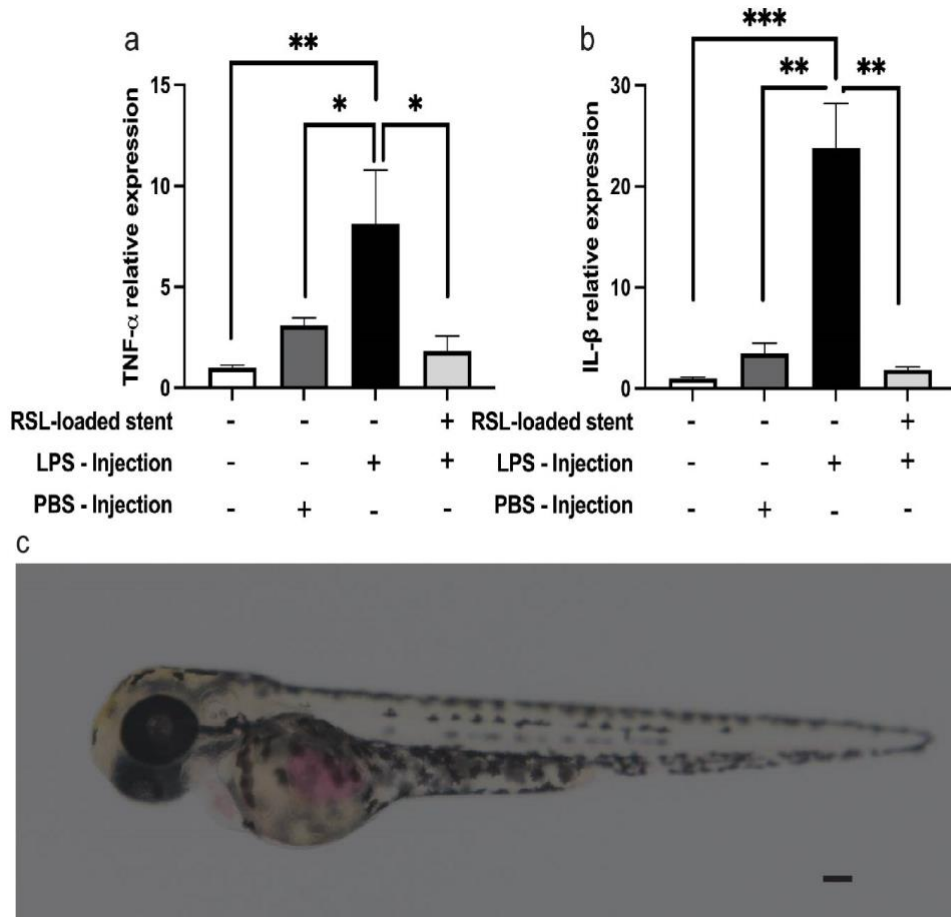 a
**
* *
15
10
5
0
TNF-α relative expression
RSL-loaded stent - - - +
LPS - Injection - - + +
PBS - Injection - + - -
b
***
** **
30
20
10
0
IL-β relative expression
RSL-loaded stent - - - +
LPS - Injection - - + +
PBS - Injection - + - -
c